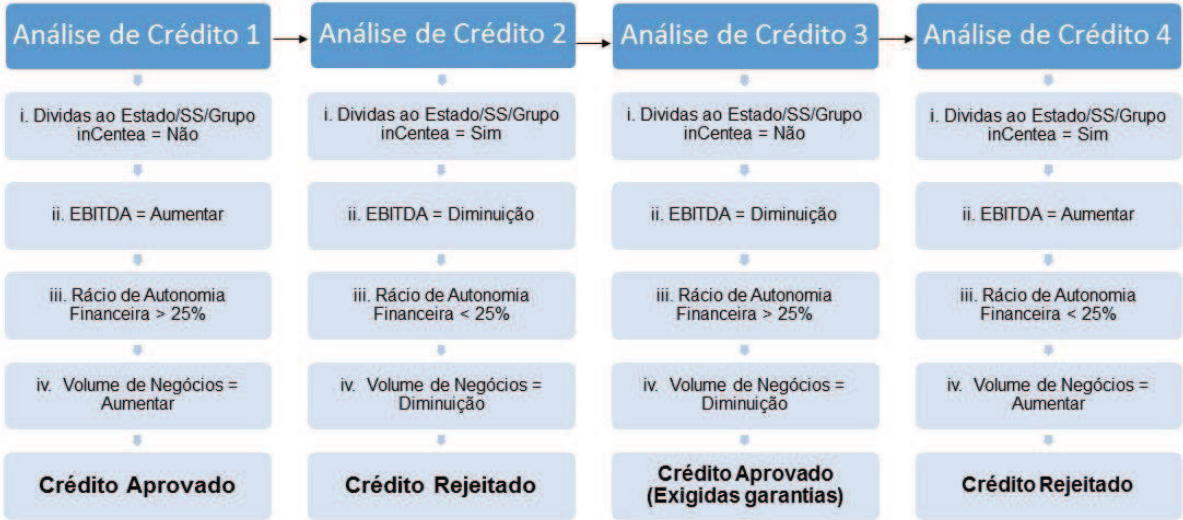 Análise de Crédito 1
i. Dividas ao Estado/SS/Grupo
inCentea = Não
ii. EBITDA = Aumentar
iii. Rácio de Autonomia
Financeira > 25%
iv. Volume de Negócios =
Aumentar
Crédito Aprovado
Análise de Crédito 2
i. Dividas ao Estado/SS/Grupo
inCentea = Sim
ii. EBITDA = Diminuição
iii. Rácio de Autonomia
Financeira < 25%
iv. Volume de Negócios =
Diminuição
Crédito Rejeitado
Análise de Crédito 3
i. Dividas ao Estado/SS/Grupo
inCentea = Não
ii. EBITDA = Diminuição
iii. Rácio de Autonomia
Financeira > 25%
iv. Volume de Negócios =
Diminuição
Crédito Aprovado
(Exigidas garantias)
Análise de Crédito 4
i. Dividas ao Estado/SS/Grupo
inCentea = Sim
ii. EBITDA = Aumentar
iii. Rácio de Autonomia
Financeira < 25%
iv. Volume de Negócios =
Aumentar
Crédito Rejeitado